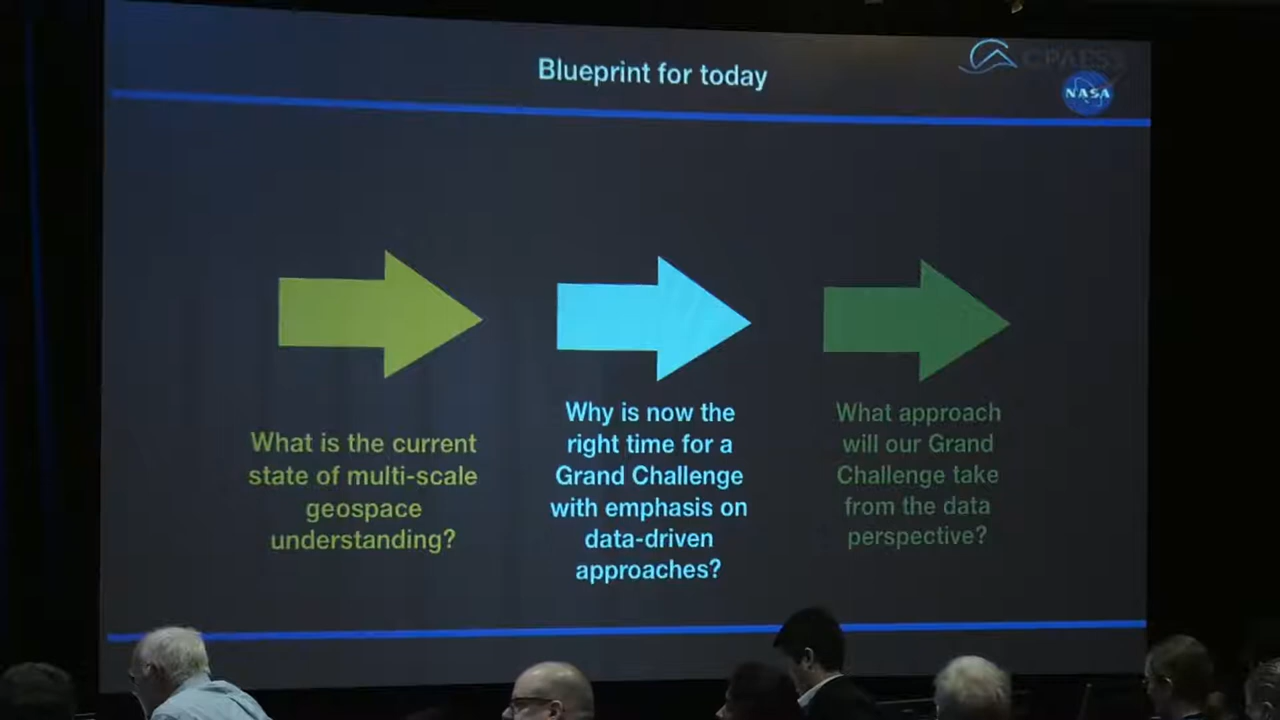 Blueprint for today
CPAESS
NASA
What is the current
state of multi-scale
geospace
understanding?
Why is now the
right time for a
Grand Challenge
with emphasis on
data-driven
approaches?
What approach
will our Grand
Challenge take
from the data
perspective?